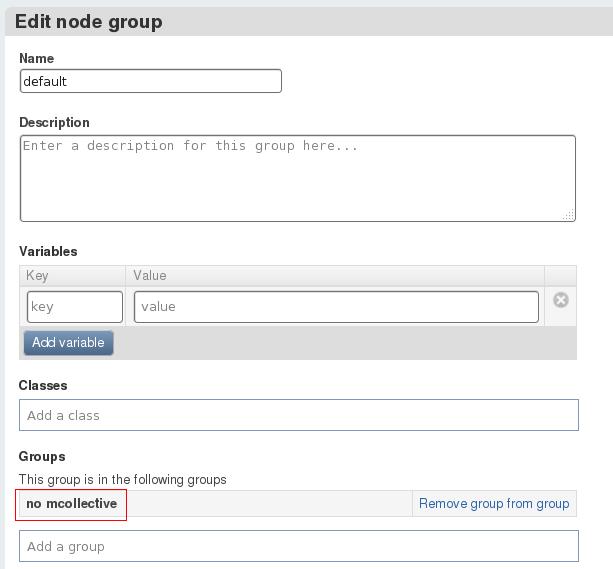 Edit node group
Name
default
Description
Enter a description for this group here...
Variables
Key Value
key value
Add variable
Classes
Add a class
Groups
This group is in the following groups
no mcollective Remove group from group
Add a group